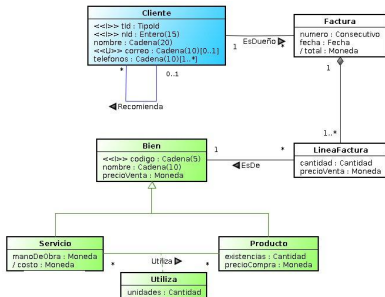 Cliente
<<I>> tId : TipoId
<<I>> nId : Entero(15)
nombre : Cadena(20)
<<U>> correo : Cadena(10)[0..1]
telefonos : Cadena(10)[1..*]
EsDueño
1
*
Factura
numero : Consecutivo
fecha : Fecha
/ total : Moneda
*
0..1
Recomienda
1
1..*
Bien
<<I>> codigo : Cadena(5)
nombre : Cadena(10)
precioVenta : Moneda
1
*
EsDe
LineaFactura
cantidad : Cantidad
precioVenta : Moneda
Servicio
manoDeObra : Moneda
/ costo : Moneda
*
Utiliza
*
Producto
existencias : Cantidad
precioCompra : Moneda
Utiliza
unidades : Cantidad